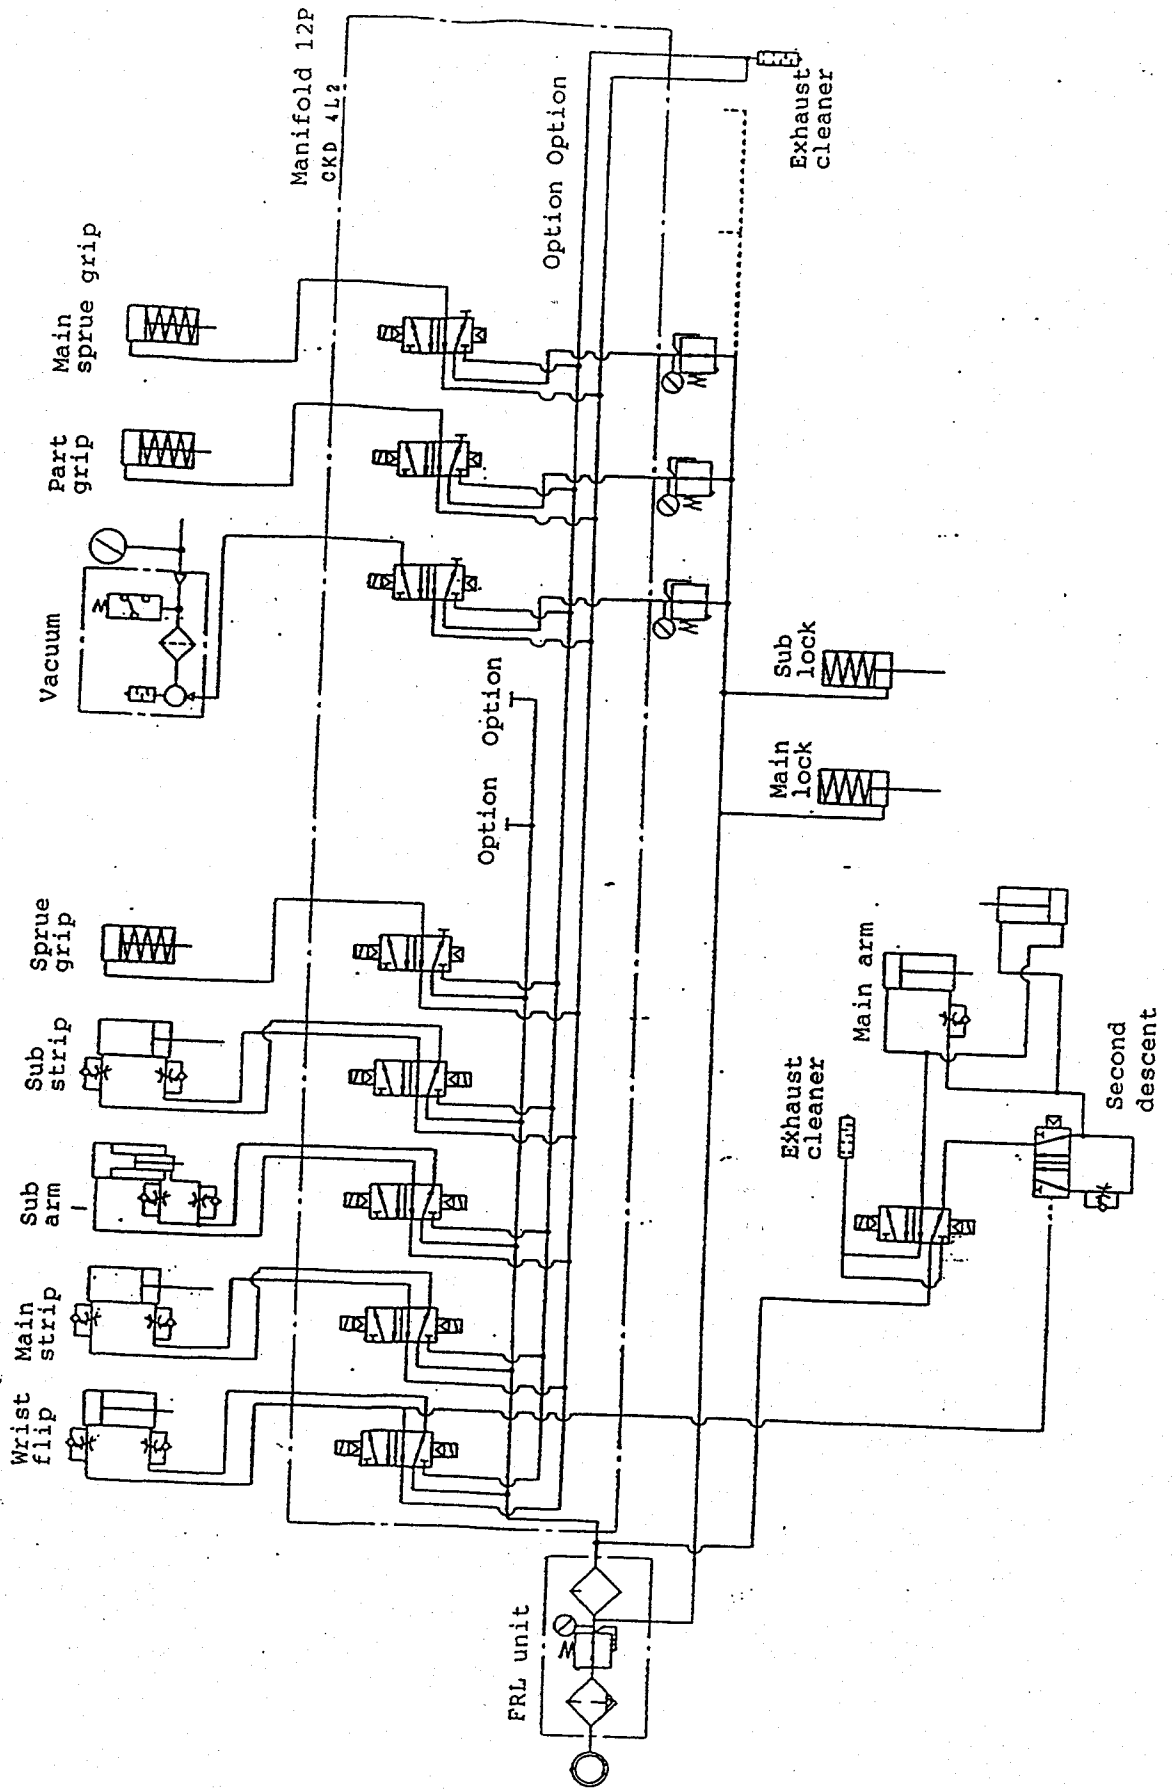 Wrist
flip
Main
strip
Sub
arm
Sub
strip
Sprue
grip
Vacuum
Part
grip
Main
sprue grip
Manifold 12P
CKD 4L2
Option Option
Option Option
Exhaust
cleaner
Sub
lock
Main
lock
Main arm
Exhaust
cleaner
Second
descent
FRL unit